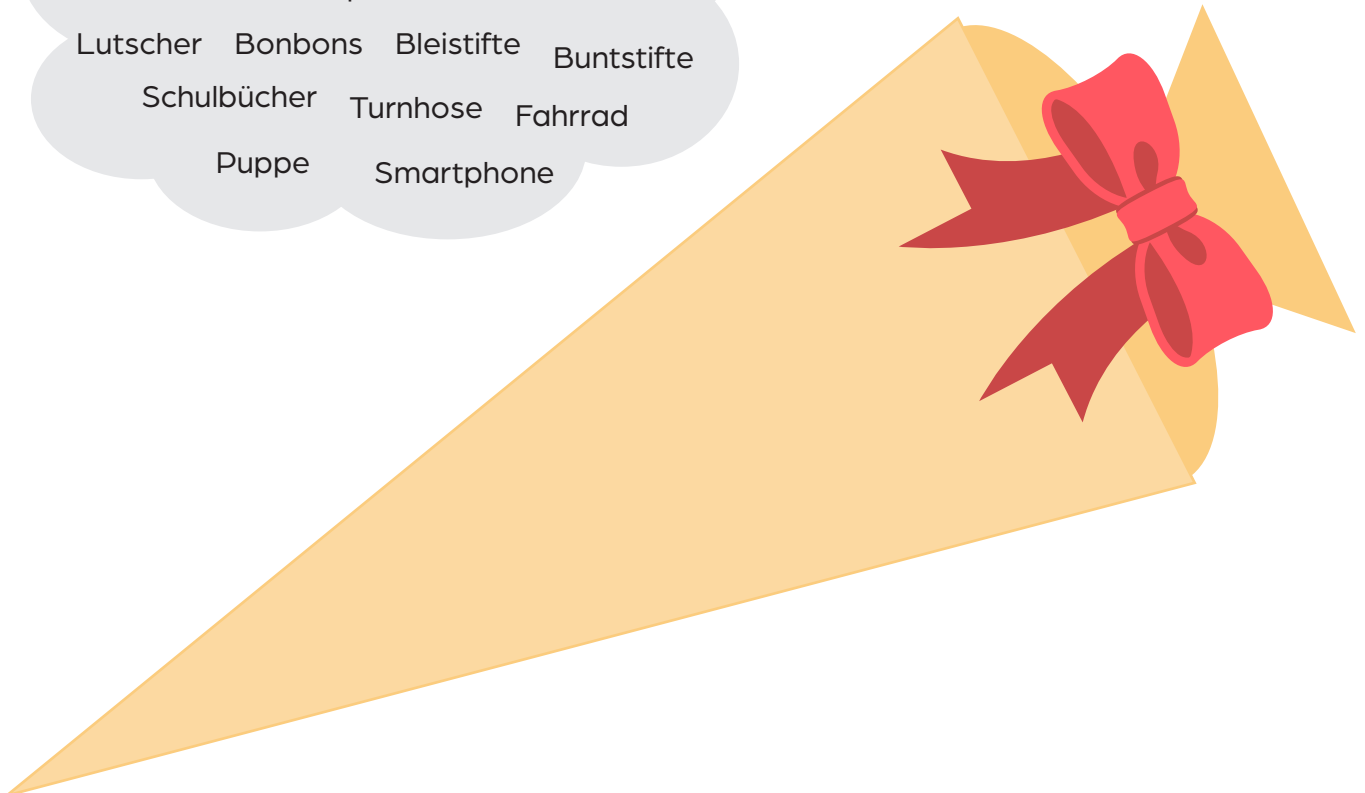 Lutscher Bonbons Bleistifte Buntstifte
Schulbücher Turnhose Fahrrad
Puppe Smartphone